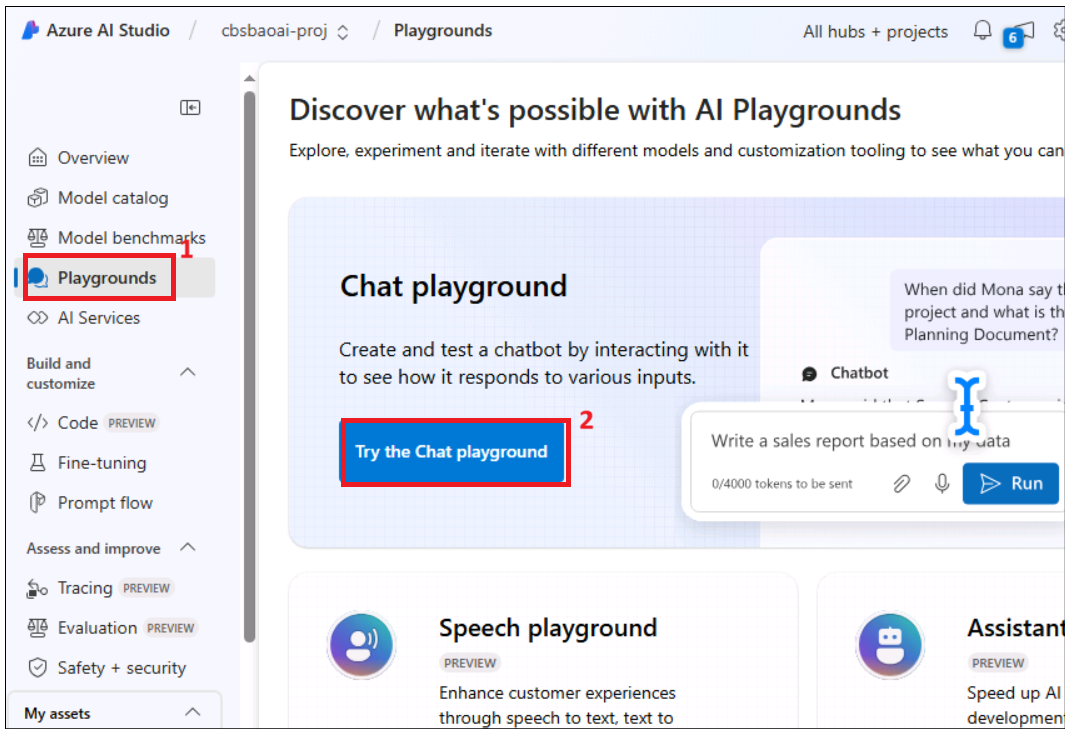 Azure AI Studio / cbsbaoai-proj / Playgrounds
All hubs + projects
6
Overview
Model catalog
Model benchmarks
1
Playgrounds
AI Services
Build and
customize
Code PREVIEW
Fine-tuning
Prompt flow
Assess and improve
Tracing PREVIEW
Evaluation PREVIEW
Safety + security
My assets
Discover what's possible with AI Playgrounds
Explore, experiment and iterate with different models and customization tooling to see what you can
Chat playground
Create and test a chatbot by interacting with it
to see how it responds to various inputs.
Try the Chat playground
2
When did Mona say t
project and what is th
Planning Document?
Chatbot
Write a sales report based on my data
0/4000 tokens to be sent
Run
Speech playground
PREVIEW
Enhance customer experiences
through speech to text, text to
Assistant
PREVIEW
Speed up AI
development